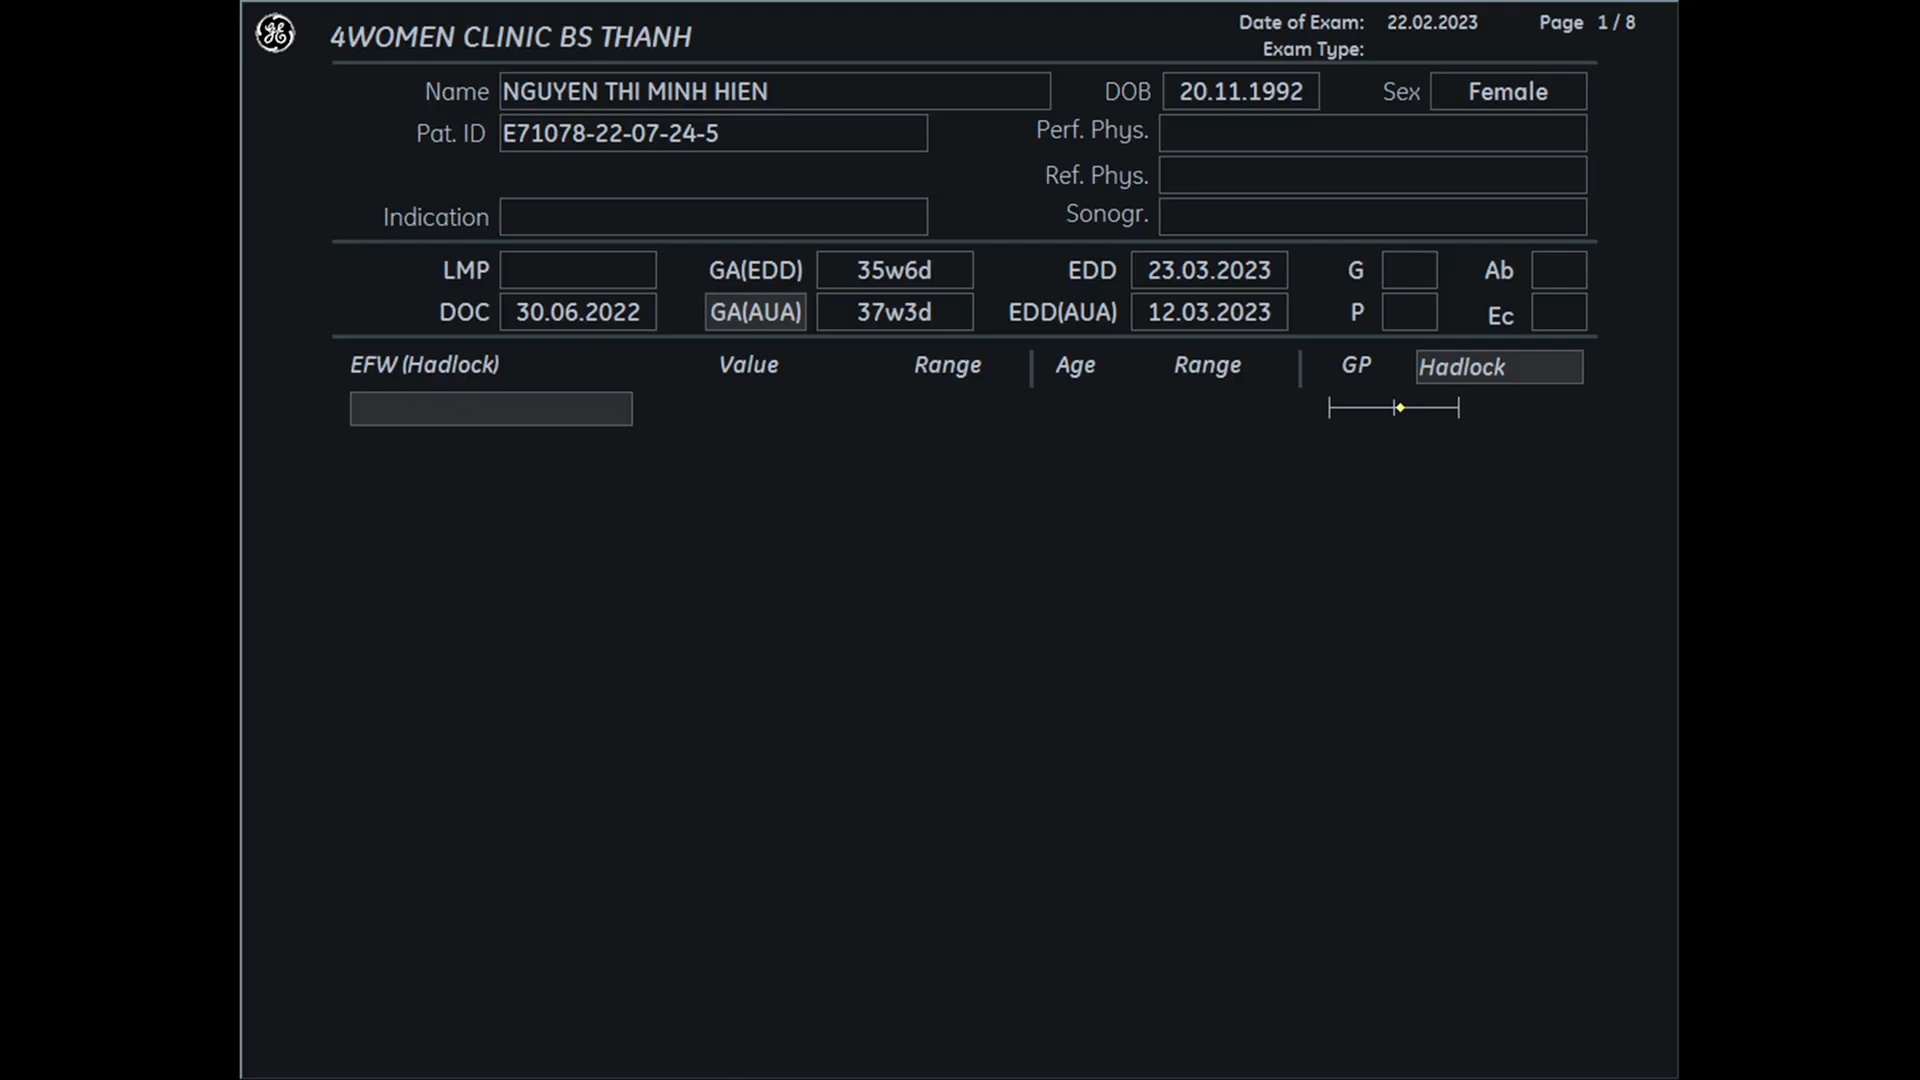 4WOMEN CLINIC BS THANH
Date of Exam: 22.02.2023 Page 1 / 8
Exam Type:
Name NGUYEN THI MINH HIEN DOB 20.11.1992 Sex Female
Pat. ID E71078-22-07-24-5 Perf. Phys.
Ref. Phys.
Indication Sonogr.
LMP GA(EDD) 35w6d EDD 23.03.2023 G Ab
DOC 30.06.2022 GA(AUA) 37w3d EDD(AUA) 12.03.2023 P Ec
EFW (Hadlock) Value Range Age Range GP Hadlock